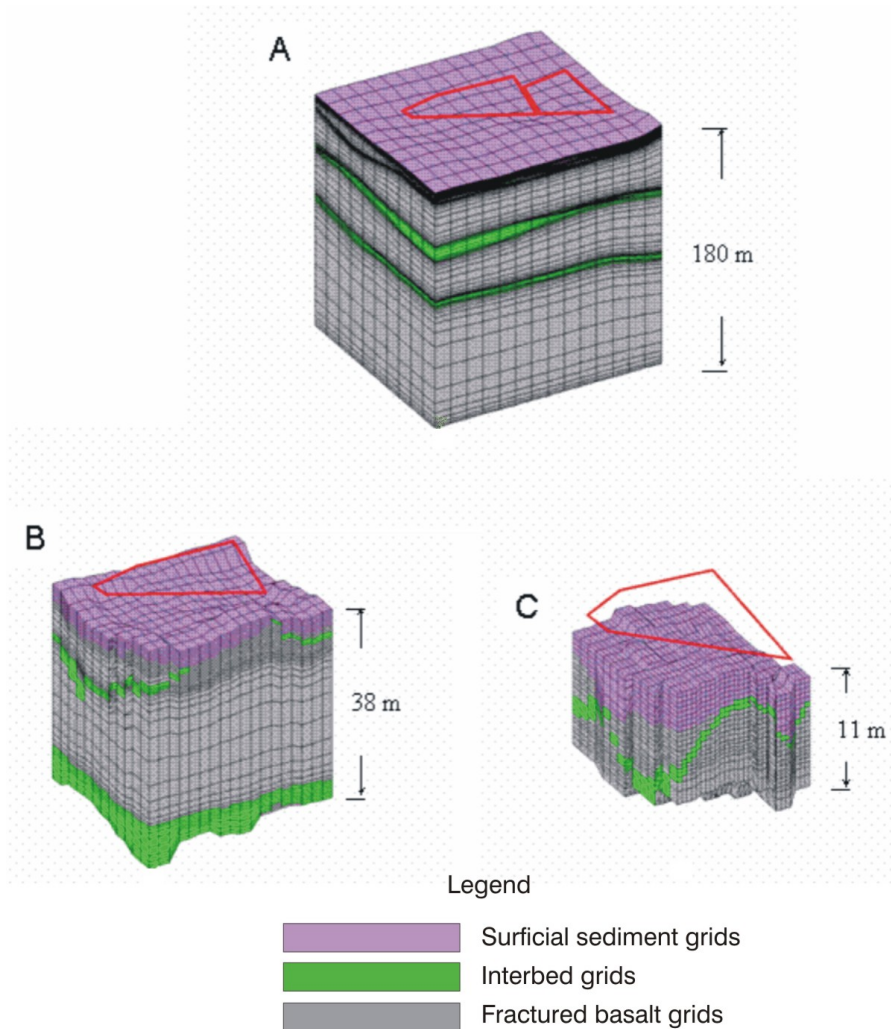 A
180 m
B
38 m
C
11 m
Legend
Surficial sediment grids
Interbed grids
Fractured basalt grids